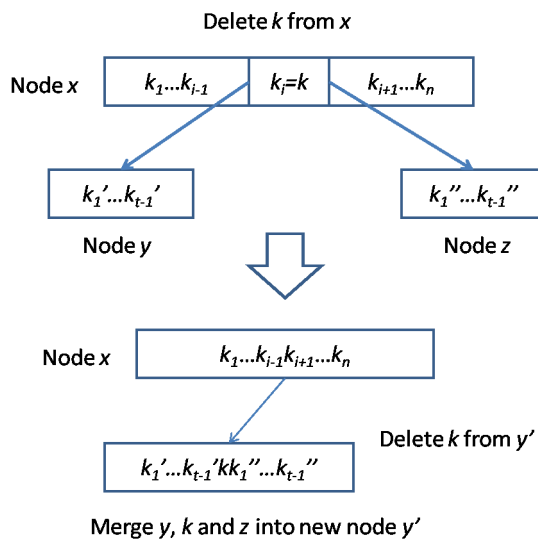 Delete k from x
Node x k₁...kᵢ₋₁ kᵢ=k kᵢ₊₁...kₙ
k₁'...kₜ₋₁' k₁''...kₜ₋₁''
Node y Node z
Node x k₁...kᵢ₋₁kᵢ₊₁...kₙ
Delete k from y'
k₁'...kₜ₋₁'kk₁''...kₜ₋₁''
Merge y, k and z into new node y'